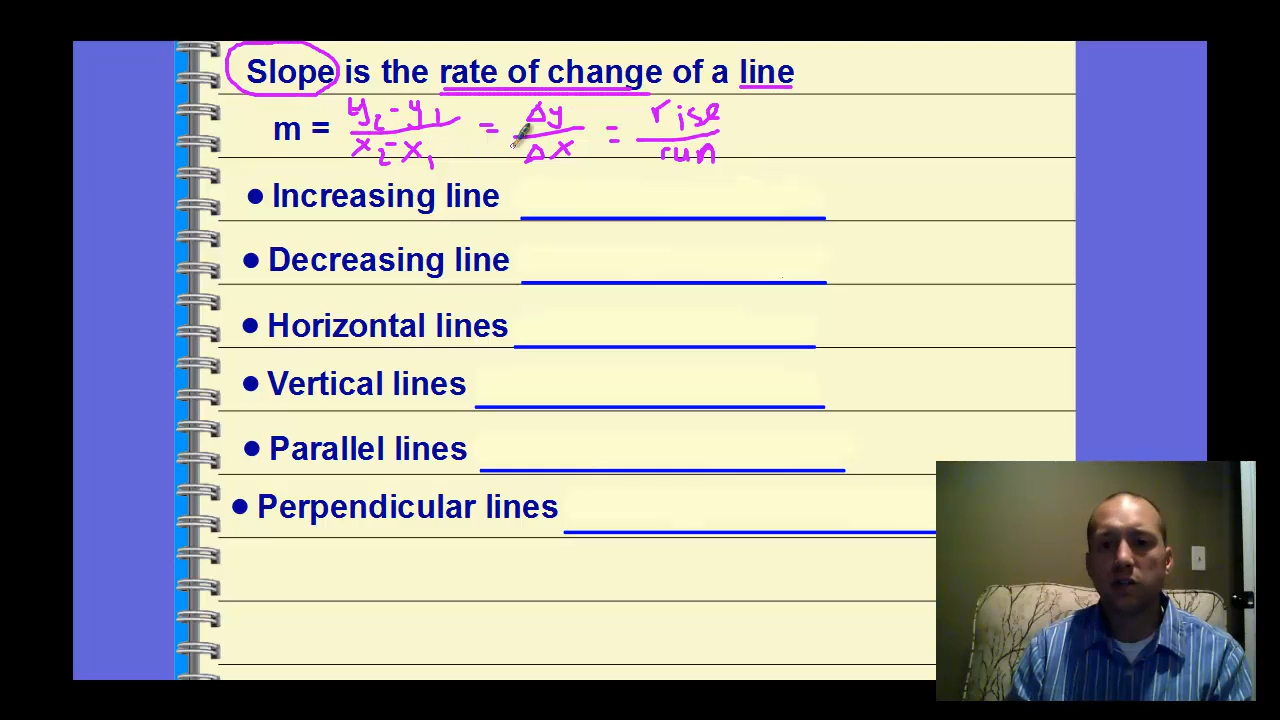 Slope is the rate of change of a line
m = y₂ - y₁ / x₂ - x₁ = Δy / Δx = rise / run
• Increasing line
• Decreasing line
• Horizontal lines
• Vertical lines
• Parallel lines
• Perpendicular lines